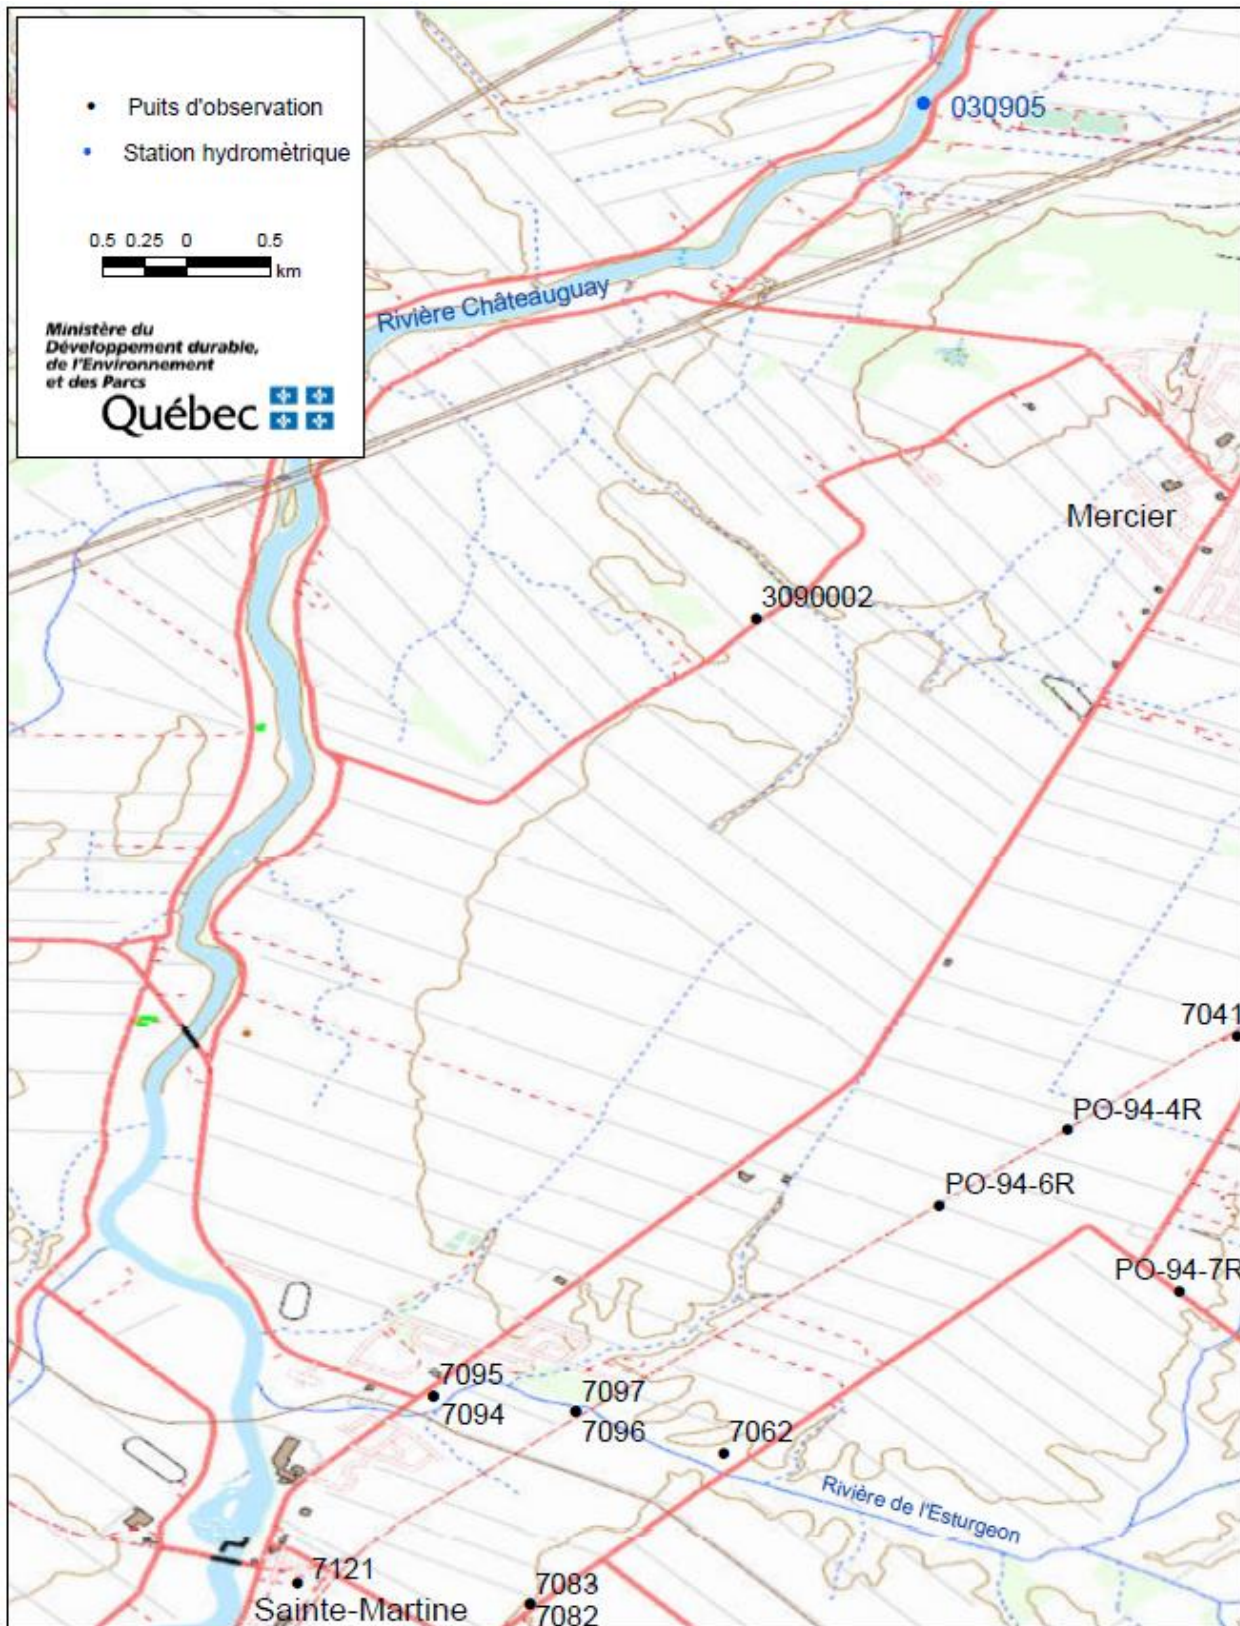 Puits d'observation
Station hydromètrique
0.5 0.25 0 0.5
km
Ministère du
Développement durable,
de l'Environnement
et des Parcs
Québec
030905
Rivière Châteauguay
Mercier
3090002
7041
PO-94-4R
PO-94-6R
PO-94-7R
7095
7094
7097
7096
7062
Rivière de l'Esturgeon
7121
Sainte-Martine
7083
7082